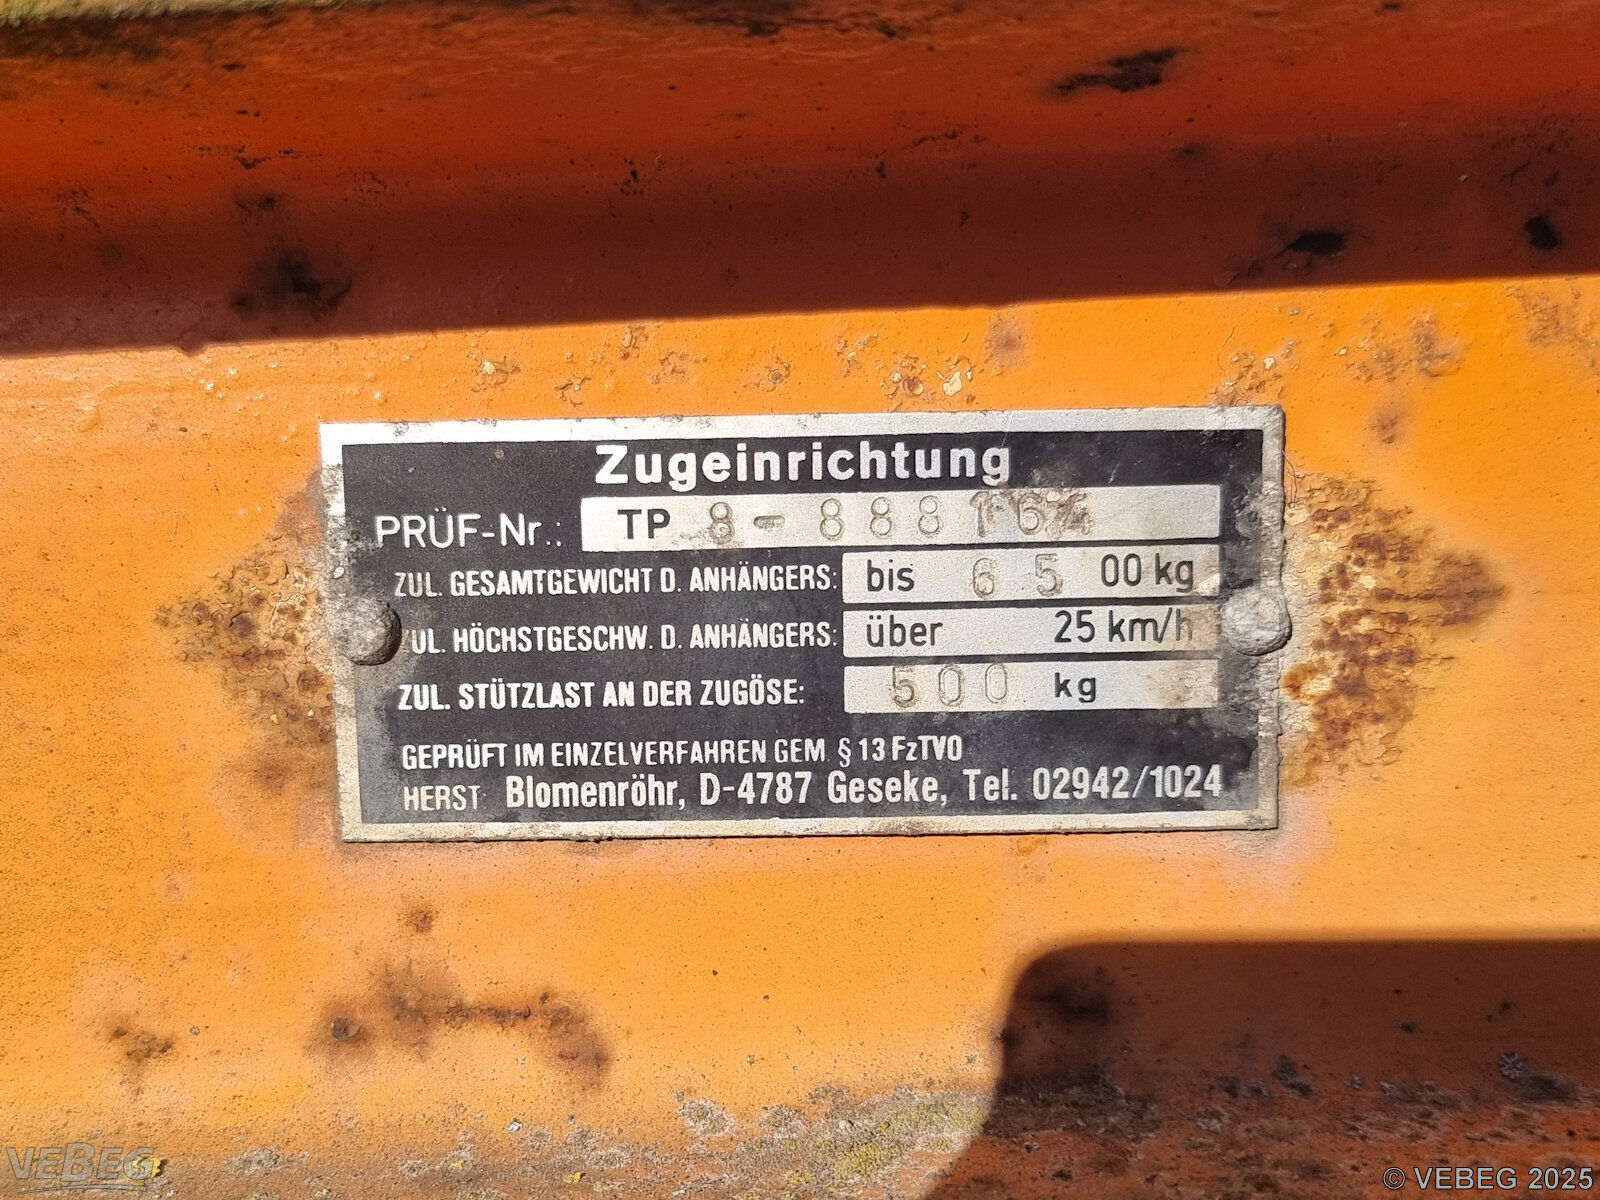 Zugeinrichtung
PRÜF-Nr.: TP 8-888
ZUL. GESAMTGEWICHT D. ANHÄNGERS: bis 6 5 00 kg
ZUL. HÖCHSTGESCHW. D. ANHÄNGERS: über 25 km/h
ZUL. STÜTZLAST AN DER ZUGÖSE: 500 kg
GEPRÜFT IM EINZELVERFAHREN GEM. § 13 FzTVO
HERST: Blomenröhr, D-4787 Geseke, Tel. 02942/1024
VEBEG
© VEBEG 2025